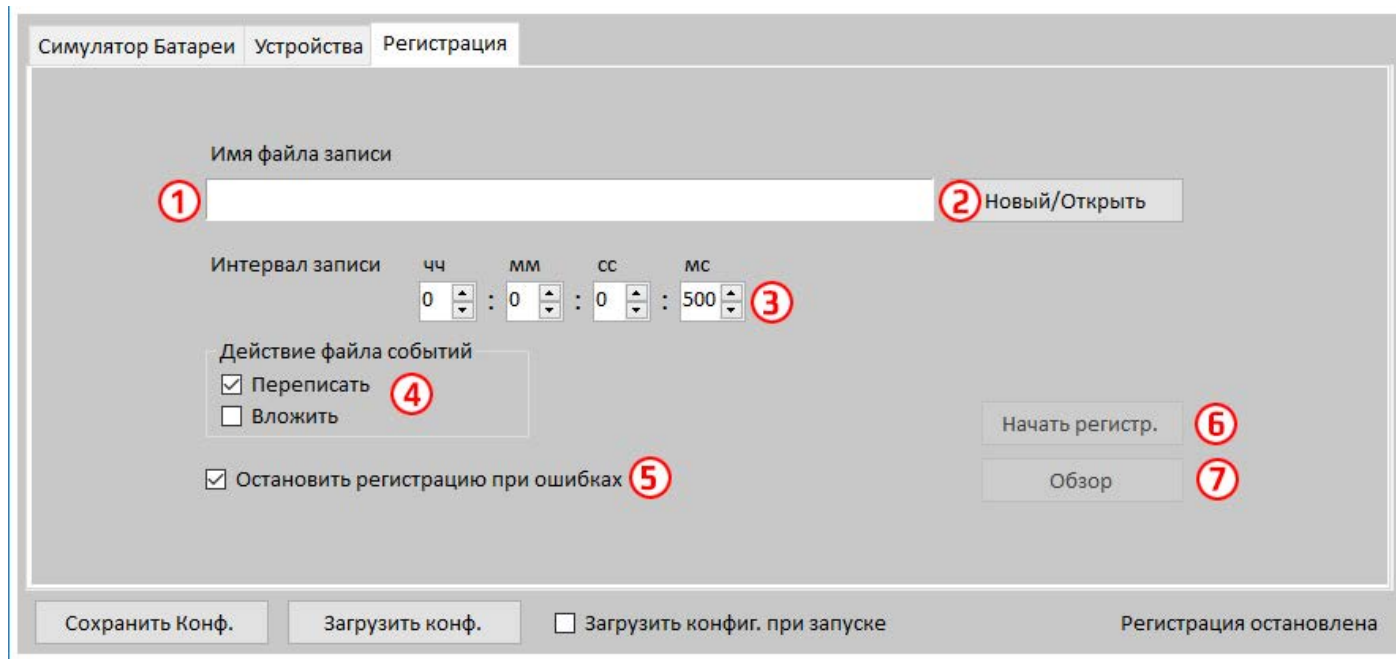 Симулятор Батареи Устройства Регистрация
Имя файла записи
1 2 Новый/Открыть
Интервал записи чч мм сс мс
0 : 0 : 0 : 500 3
Действие файла событий
Переписать 4
Вложить
Начать регистр. 6
Остановить регистрацию при ошибках 5
Обзор 7
Сохранить Конф. Загрузить конф. Загрузить конфиг. при запуске Регистрация остановлена